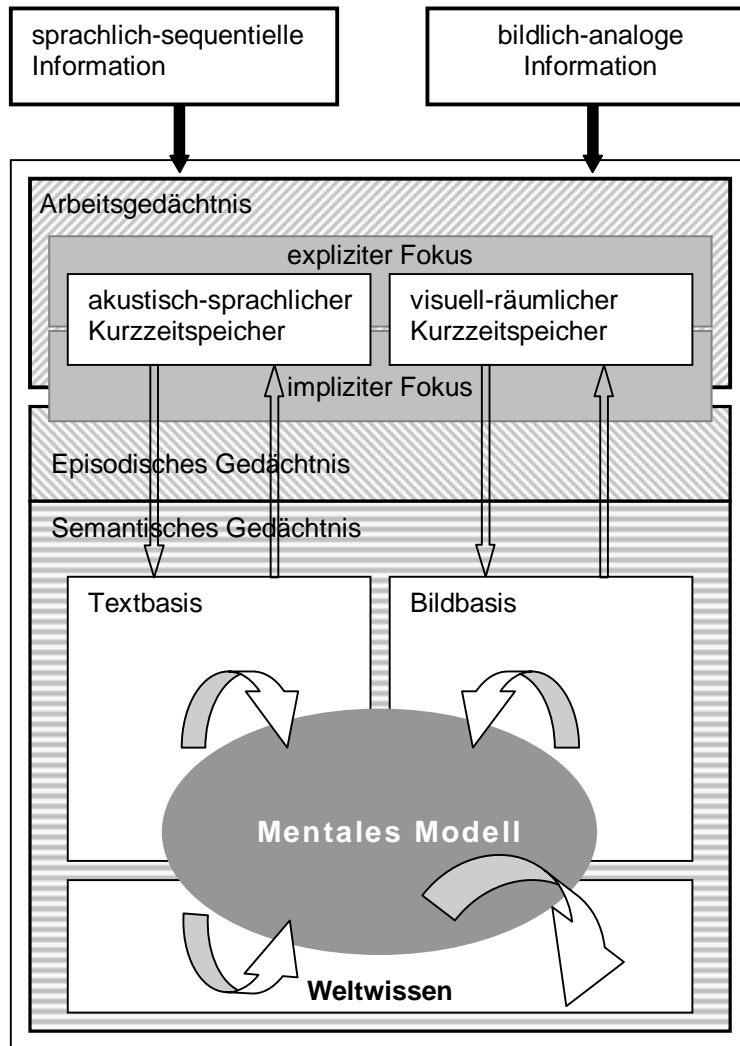 sprachlich-sequentielle
Information
bildlich-analoge
Information
Arbeitsgedächtnis
expliziter Fokus
akustisch-sprachlicher
Kurzzeitspeicher
visuell-räumlicher
Kurzzeitspeicher
impliziter Fokus
Episodisches Gedächtnis
Semantisches Gedächtnis
Textbasis
Bildbasis
Mentales Modell
Weltwissen